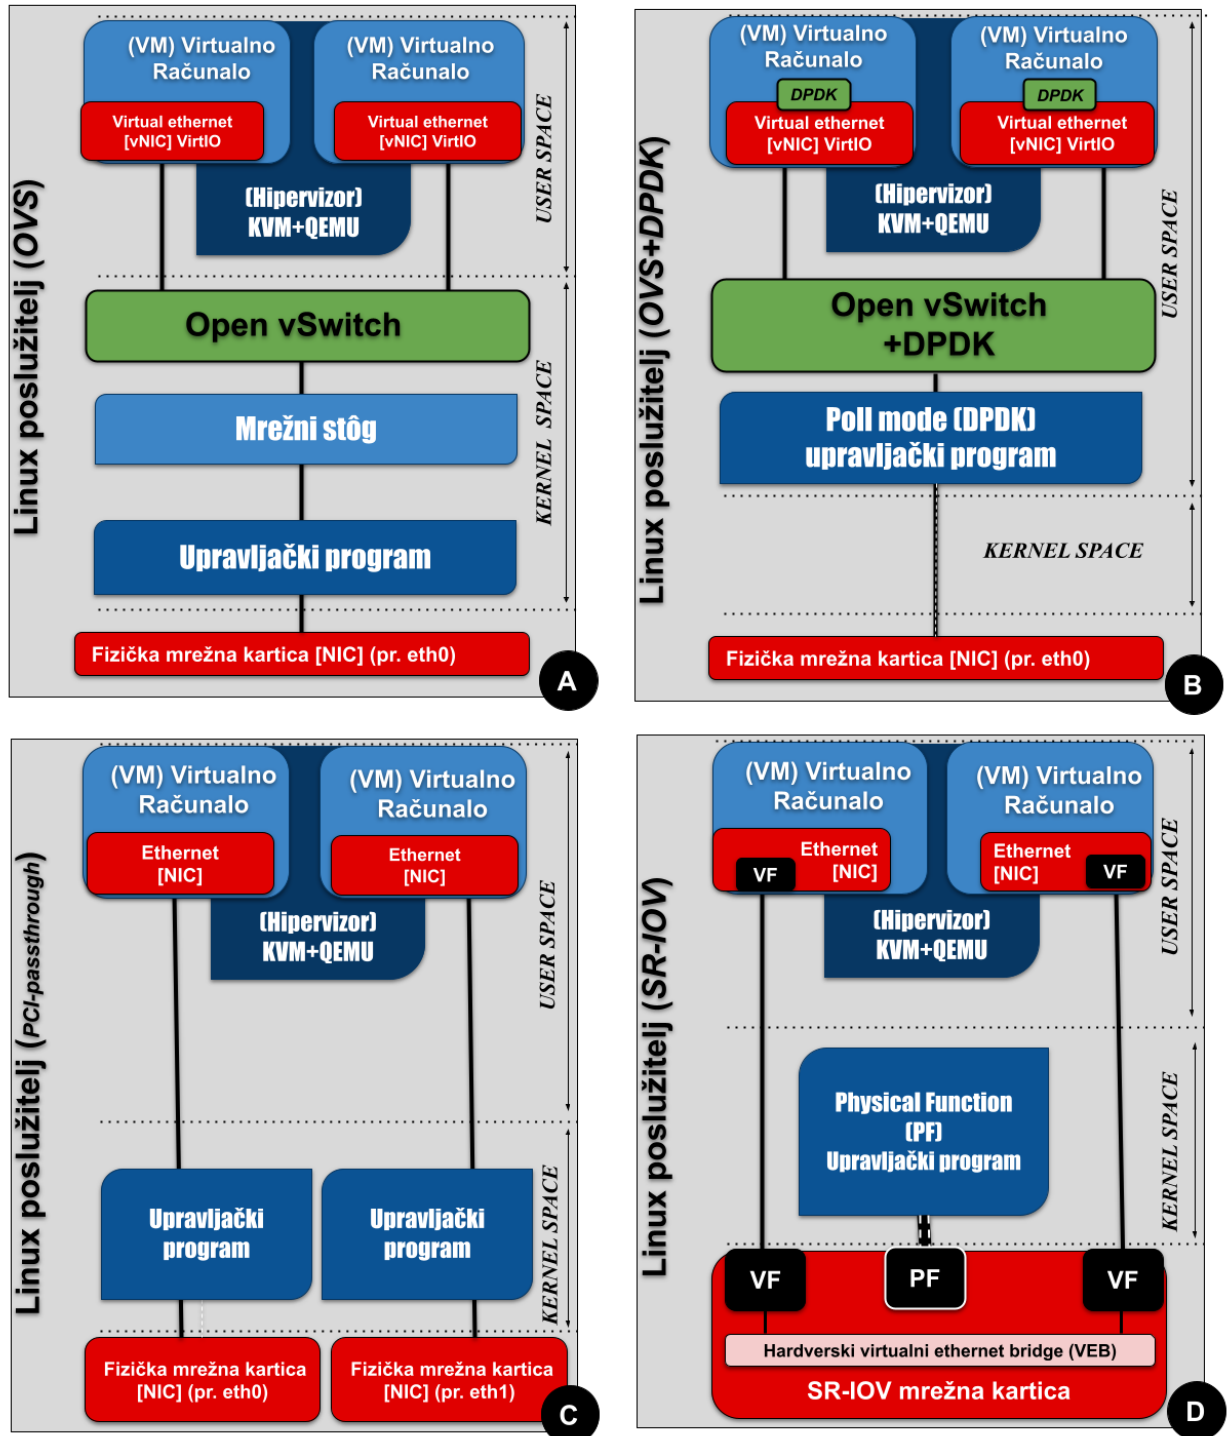 Linux poslužitelj (OVS)
(VM) Virtualno
Računalo
(VM) Virtualno
Računalo
Virtual ethernet
[vNIC] VirtIO
Virtual ethernet
[vNIC] VirtIO
(Hipervizor)
KVM+QEMU
USER SPACE
Open vSwitch
Mrežni stôg
Upravljački program
KERNEL SPACE
Fizička mrežna kartica [NIC] (pr. eth0)
A
Linux poslužitelj (OVS+DPDK)
(VM) Virtualno
Računalo
(VM) Virtualno
Računalo
DPDK
DPDK
Virtual ethernet
[vNIC] VirtIO
Virtual ethernet
[vNIC] VirtIO
(Hipervizor)
KVM+QEMU
USER SPACE
Open vSwitch
+DPDK
Poll mode (DPDK)
upravljački program
KERNEL SPACE
Fizička mrežna kartica [NIC] (pr. eth0)
B
Linux poslužitelj (PCI-passthrough)
(VM) Virtualno
Računalo
(VM) Virtualno
Računalo
Ethernet
[NIC]
Ethernet
[NIC]
(Hipervizor)
KVM+QEMU
USER SPACE
Upravljački
program
Upravljački
program
KERNEL SPACE
Fizička mrežna kartica
[NIC] (pr. eth0)
Fizička mrežna kartica
[NIC] (pr. eth1)
C
Linux poslužitelj (SR-IOV)
(VM) Virtualno
Računalo
(VM) Virtualno
Računalo
Ethernet
[NIC]
VF
Ethernet
[NIC]
VF
(Hipervizor)
KVM+QEMU
USER SPACE
Physical Function
(PF)
Upravljački program
KERNEL SPACE
VF
PF
VF
Hardverski virtualni ethernet bridge (VEB)
SR-IOV mrežna kartica
D